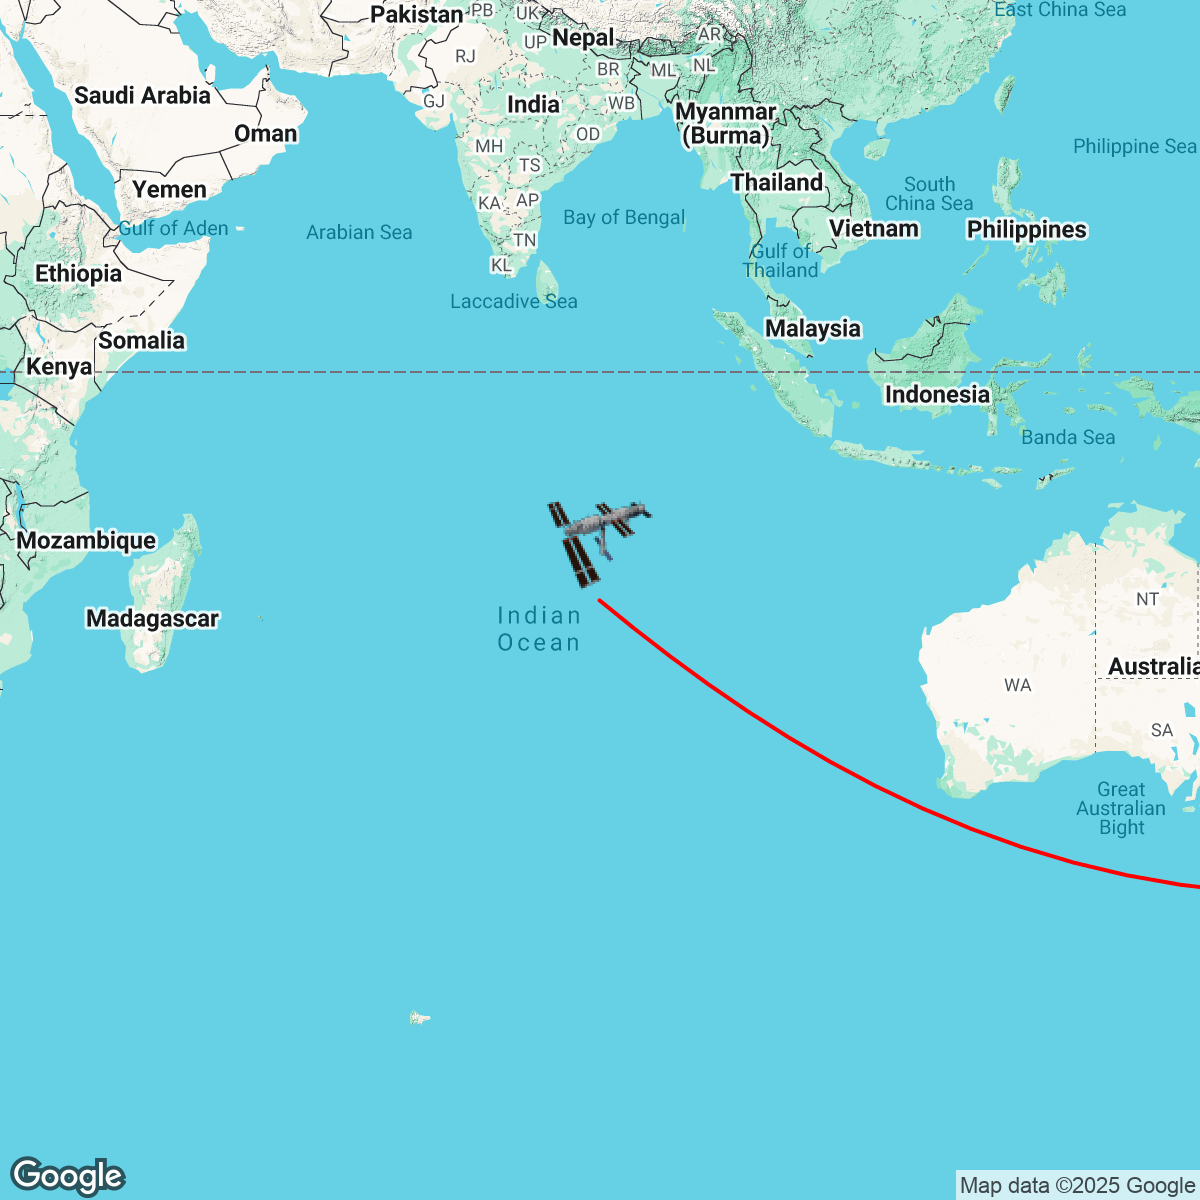 East China Sea
Pakistan
PB
UK
UP
Nepal
AR
RJ
BR
ML
NL
Saudi Arabia
GJ
India
WB
Myanmar
(Burma)
Oman
OD
MH
Philippine Sea
TS
Yemen
Thailand
South
China Sea
KA
AP
Bay of Bengal
Gulf of Aden
Arabian Sea
Vietnam
Philippines
TN
Gulf of
Thailand
KL
Ethiopia
Laccadive Sea
Malaysia
Somalia
Kenya
Indonesia
Banda Sea
Mozambique
Madagascar
Indian
Ocean
NT
Australia
WA
SA
Great
Australian
Bight
Google
Map data ©2025 Google